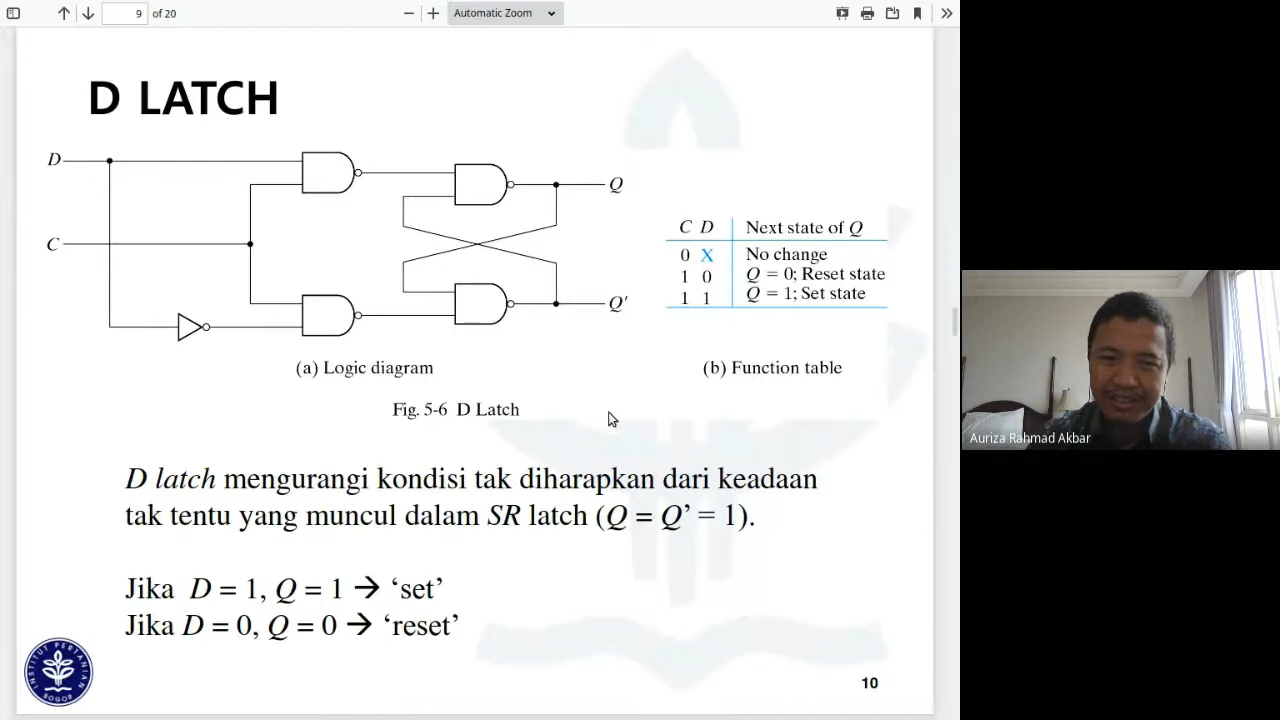 9 of 20
Automatic Zoom
D LATCH
D
C
Q
Q'
(a) Logic diagram
C D Next state of Q
0 X No change
1 0 Q = 0; Reset state
1 1 Q = 1; Set state
(b) Function table
Fig. 5-6 D Latch
D latch mengurangi kondisi tak diharapkan dari keadaan
tak tentu yang muncul dalam SR latch (Q = Q’ = 1).
Jika D = 1, Q = 1 → ‘set’
Jika D = 0, Q = 0 → ‘reset’
INSTITUT PERTANIAN
BOGOR
10
Auriza Rahmad Akbar